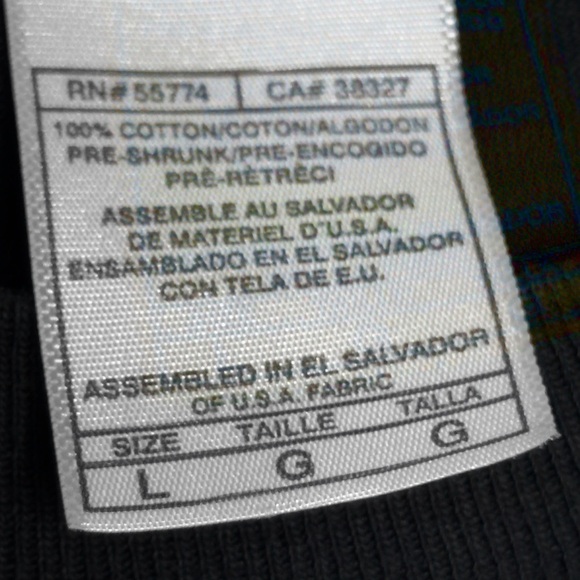 RN# 55774 CA# 38327
100% COTTON/COTON/ALGODON
PRE-SHRUNK/PRE-ENCOGIDO
PRÉ-RÉTRÉCI
ASSEMBLE AU SALVADOR
DE MATERIEL D'U.S.A.
ENSAMBLADO EN EL SALVADOR
CON TELA DE E.U.
ASSEMBLED IN EL SALVADOR
OF U.S.A. FABRIC
SIZE TAILLE TALLA
L G G